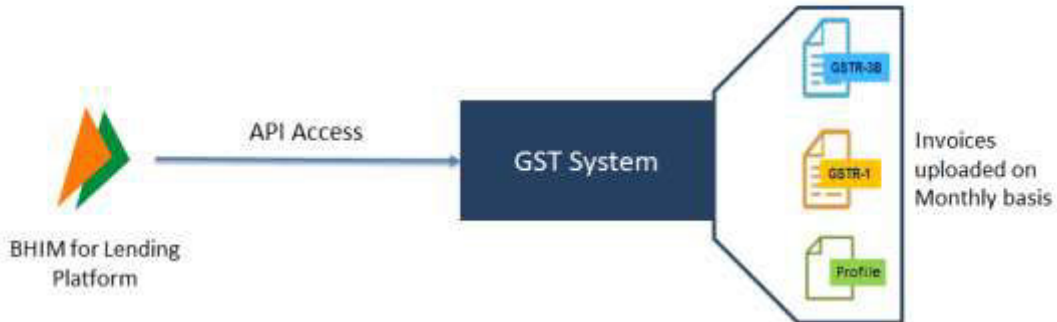 GSTR-3B
API Access
GST System
GSTR-1
Invoices
uploaded on
Monthly basis
BHIM for Lending
Platform
Profile